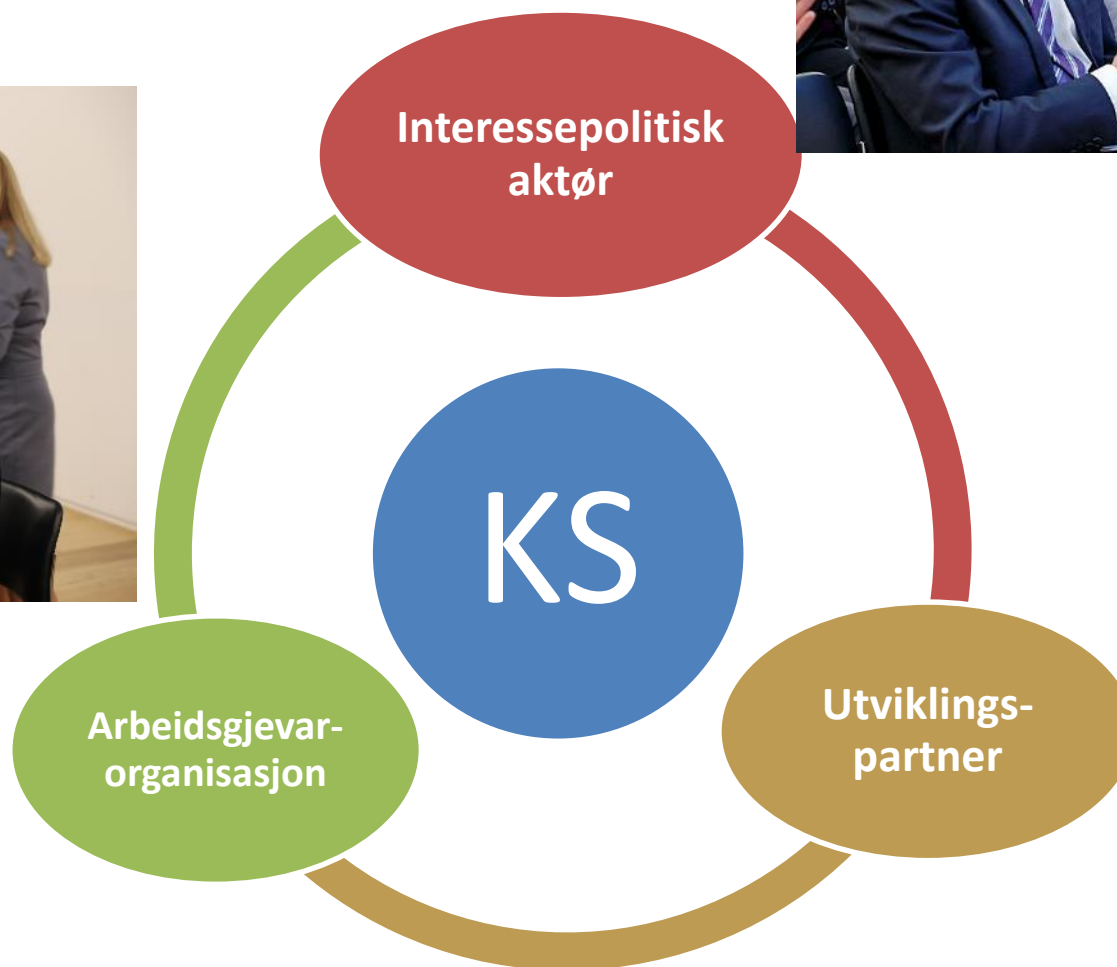 Interessepolitisk
aktør
KS
Arbeidsgjevar-
organisasjon
Utviklings-
partner